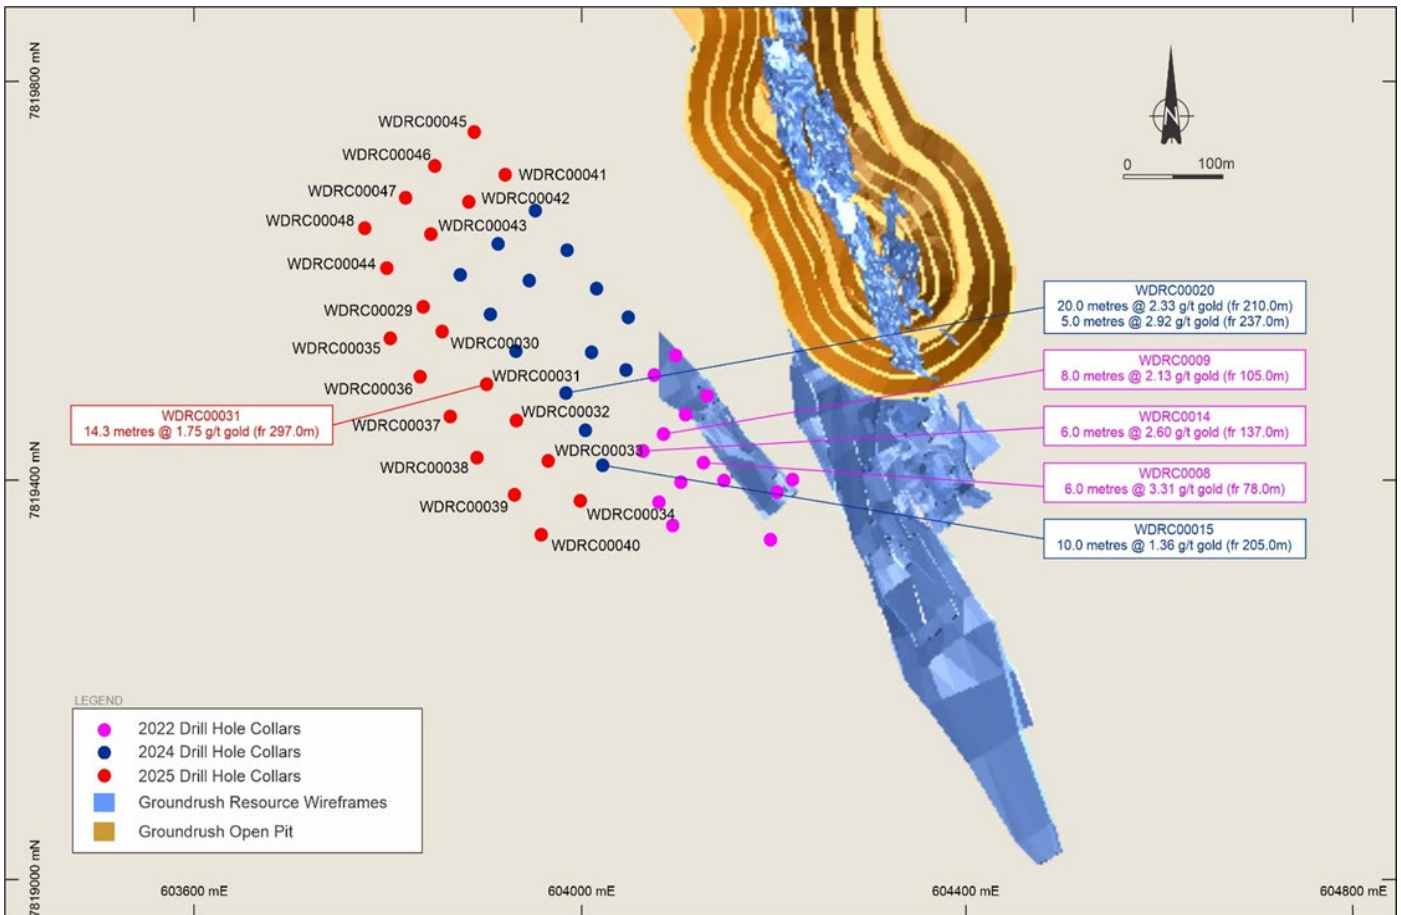 7819800 mN
7819400 mN
7819000 mN
N
0 100m
WDRC00045
WDRC00046
WDRC00041
WDRC00047
WDRC00042
WDRC00048
WDRC00043
WDRC00044
WDRC00029
WDRC00030
WDRC00035
WDRC00031
WDRC00036
WDRC00032
WDRC00037
WDRC00033
WDRC00038
WDRC00039
WDRC00034
WDRC00040
WDRC00031
14.3 metres @ 1.75 g/t gold (fr 297.0m)
WDRC00020
20.0 metres @ 2.33 g/t gold (fr 210.0m)
5.0 metres @ 2.92 g/t gold (fr 237.0m)
WDRC0009
8.0 metres @ 2.13 g/t gold (fr 105.0m)
WDRC0014
6.0 metres @ 2.60 g/t gold (fr 137.0m)
WDRC0008
6.0 metres @ 3.31 g/t gold (fr 78.0m)
WDRC00015
10.0 metres @ 1.36 g/t gold (fr 205.0m)
LEGEND
2022 Drill Hole Collars
2024 Drill Hole Collars
2025 Drill Hole Collars
Groundrush Resource Wireframes
Groundrush Open Pit
603600 mE
604000 mE
604400 mE
604800 mE